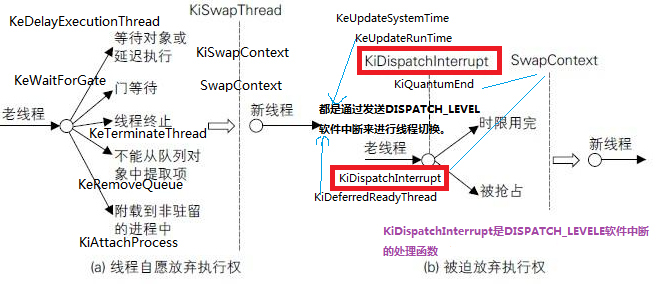 KeDelayExecutionThread
KiSwapThread
等待对象或
延迟执行
KeWaitForGate
门等待
KiSwapContext
SwapContext
老线程
线程终止
新线程
KeTerminateThread
不能从队列对
象中提取项
KeRemoveQueue
附载到非驻留
的进程中
KiAttachProcess
(a) 线程自愿放弃执行权
KeUpdateSystemTime
KeUpdateRunTime
KiDispatchInterrupt
SwapContext
KiQuantumEnd
都是通过发送DISPATCH_LEVEL
软件中断来进行线程切换。
时限用完
老线程
新线程
KiDispatchInterrupt
被抢占
KiDeferredReadyThread
KiDispatchInterrupt是DISPATCH_LEVELE软件中断
的处理函数
(b) 被迫放弃执行权